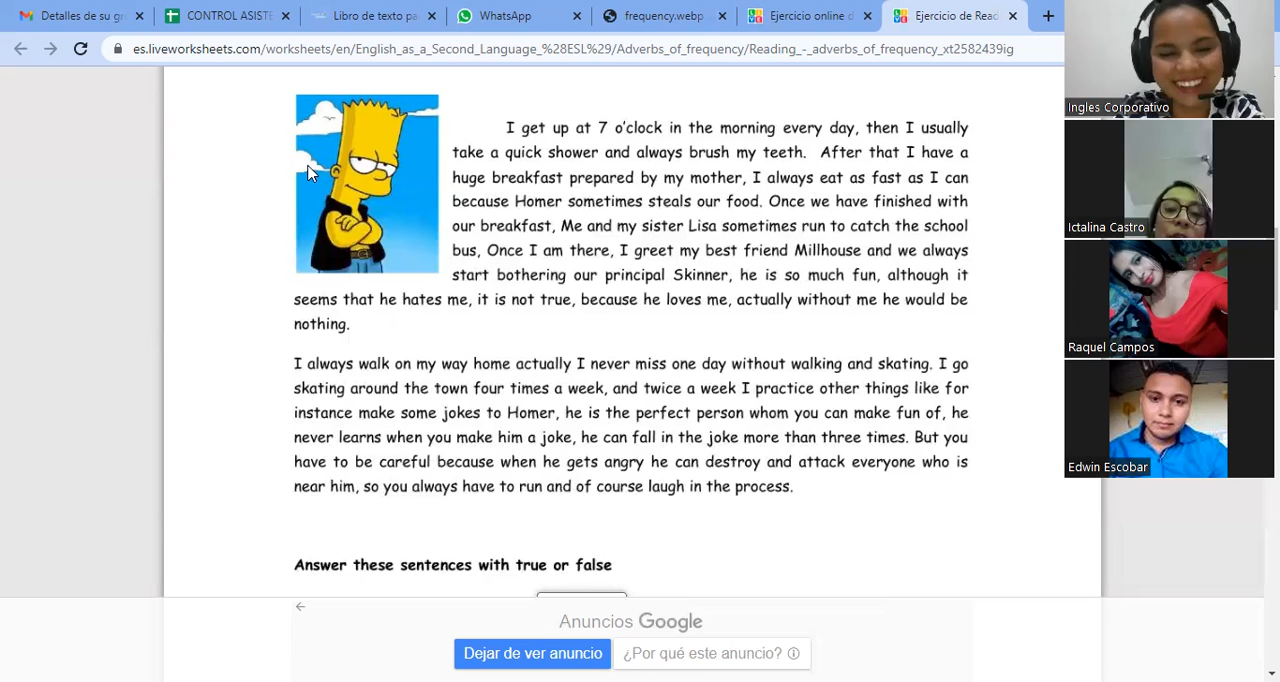 Detalles de su gr
CONTROL ASISTE
Libro de texto pa
WhatsApp
frequency.webp
Ejercicio online d
Ejercicio de Read
es.liveworksheets.com/worksheets/en/English_as_a_Second_Language_%28ESL%29/Adverbs_of_frequency/Reading_-_adverbs_of_frequency_xt2582439ig
I get up at 7 o'clock in the morning every day, then I usually
take a quick shower and always brush my teeth. After that I have a
huge breakfast prepared by my mother, I always eat as fast as I can
because Homer sometimes steals our food. Once we have finished with
our breakfast, Me and my sister Lisa sometimes run to catch the school
bus, Once I am there, I greet my best friend Millhouse and we always
start bothering our principal Skinner, he is so much fun, although it
seems that he hates me, it is not true, because he loves me, actually without me he would be
nothing.
I always walk on my way home actually I never miss one day without walking and skating. I go
skating around the town four times a week, and twice a week I practice other things like for
instance make some jokes to Homer, he is the perfect person whom you can make fun of, he
never learns when you make him a joke, he can fall in the joke more than three times. But you
have to be careful because when he gets angry he can destroy and attack everyone who is
near him, so you always have to run and of course laugh in the process.
Answer these sentences with true or false
Anuncios Google
Dejar de ver anuncio
¿Por qué este anuncio?
Ingles Corporativo
Ictalina Castro
Raquel Campos
Edwin Escobar